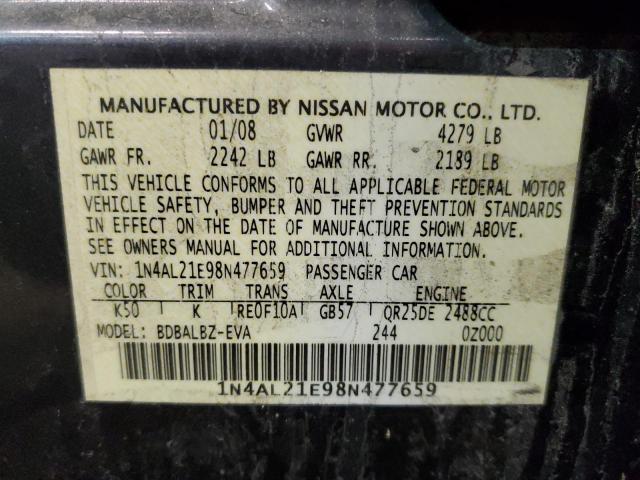 MANUFACTURED BY NISSAN MOTOR CO., LTD.
DATE 01/08 GVWR 4279 LB
GAWR FR. 2242 LB GAWR RR. 2189 LB
THIS VEHICLE CONFORMS TO ALL APPLICABLE FEDERAL MOTOR
VEHICLE SAFETY, BUMPER AND THEFT PREVENTION STANDARDS
IN EFFECT ON THE DATE OF MANUFACTURE SHOWN ABOVE.
SEE OWNERS MANUAL FOR ADDITIONAL INFORMATION.
VIN: 1N4AL21E98N477659 PASSENGER CAR
COLOR TRIM TRANS AXLE ENGINE
K50 K RE0F10A GB57 QR25DE 2488CC
MODEL: BDBALBZ-EVA 244 0Z000
1N4AL21E98N477659